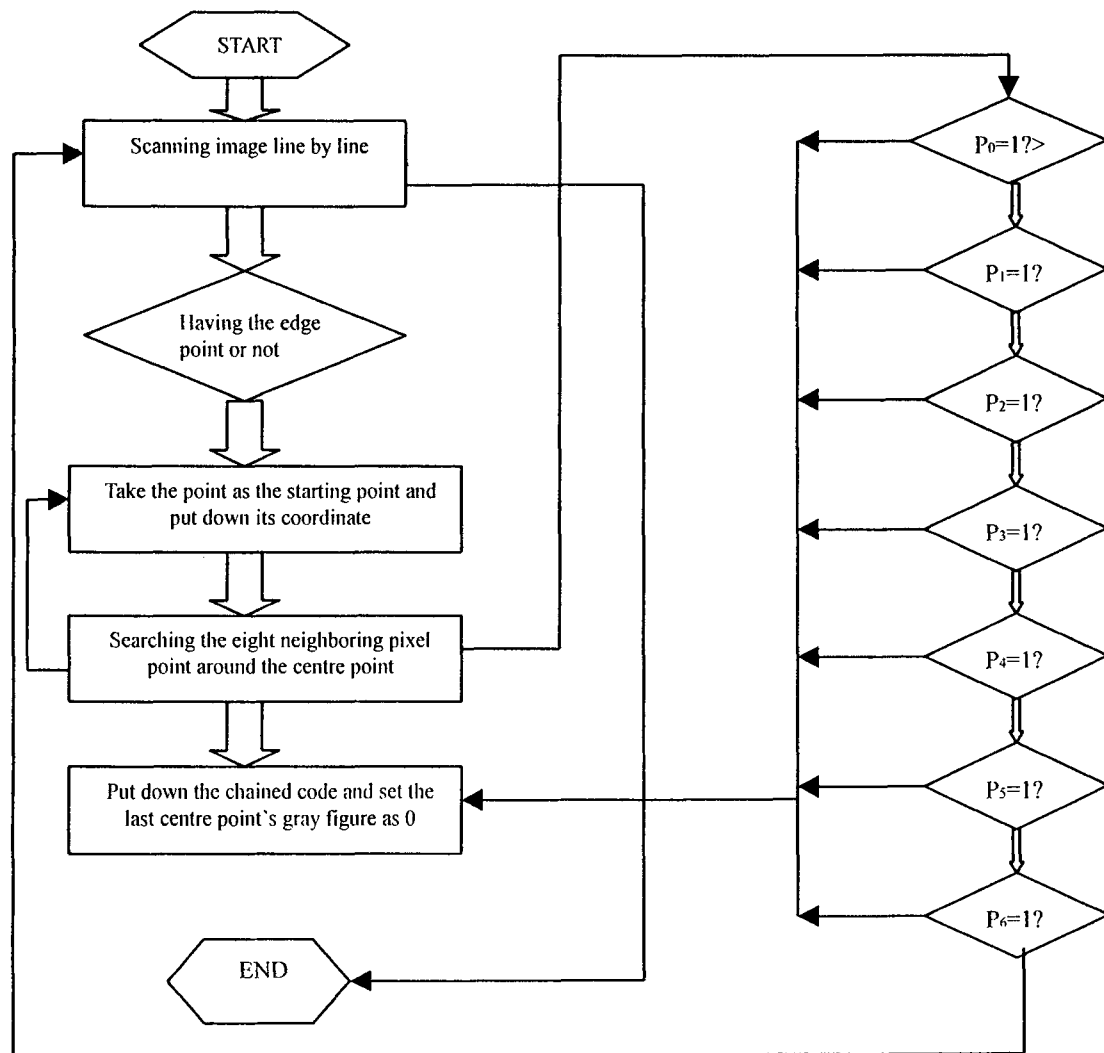 START
Scanning image line by line
Having the edge
point or not
Take the point as the starting point and
put down its coordinate
Searching the eight neighboring pixel
point around the centre point
Put down the chained code and set the
last centre point's gray figure as 0
END
P₀=1?>
P₁=1?
P₂=1?
P₃=1?
P₄=1?
P₅=1?
P₆=1?